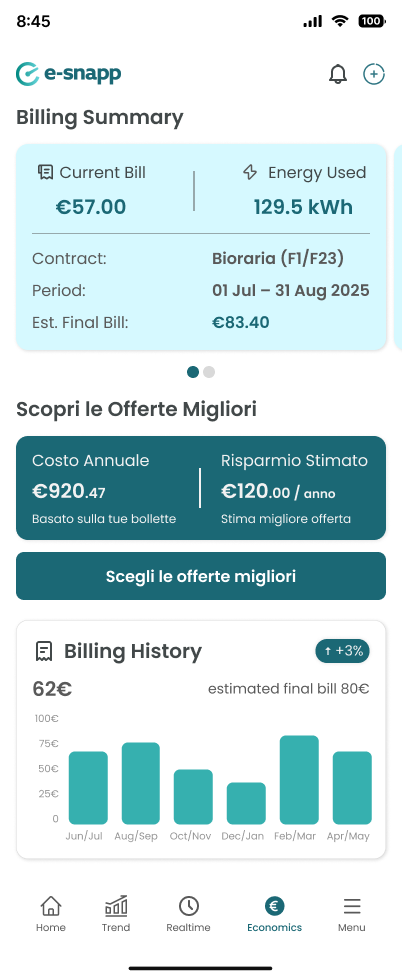 8:45
100
e-snapp
Billing Summary
Current Bill
Energy Used
€57.00
129.5 kWh
Contract:
Bioraria (F1/F23)
Period:
01 Jul – 31 Aug 2025
Est. Final Bill:
€83.40
Scopri le Offerte Migliori
Costo Annuale
Risparmio Stimato
€920.47
€120.00 / anno
Basato sulla tue bollette
Stima migliore offerta
Scegli le offerte migliori
Billing History
↑ +3%
62€
estimated final bill 80€
100€
75€
50€
25€
0
Jun/Jul Aug/Sep Oct/Nov Dec/Jan Feb/Mar Apr/May
Home Trend Realtime Economics Menu